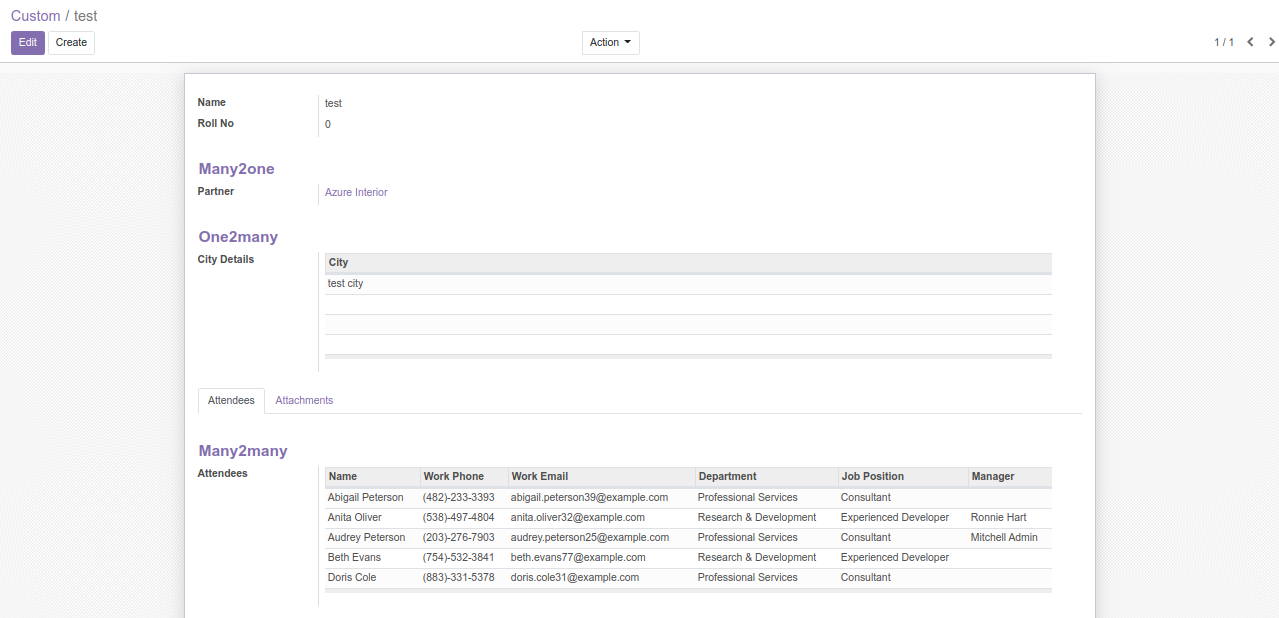 Custom / test
Edit Create Action 1 / 1
Name test
Roll No 0
Many2one
Partner Azure Interior
One2many
City Details City
test city
Attendees Attachments
Many2many
Attendees Name Work Phone Work Email Department Job Position Manager
Abigail Peterson (482)-233-3393 abigail.peterson39@example.com Professional Services Consultant
Anita Oliver (538)-497-4804 anita.oliver32@example.com Research & Development Experienced Developer Ronnie Hart
Audrey Peterson (203)-276-7903 audrey.peterson25@example.com Professional Services Consultant Mitchell Admin
Beth Evans (754)-532-3841 beth.evans77@example.com Research & Development Experienced Developer
Doris Cole (883)-331-5378 doris.cole31@example.com Professional Services Consultant